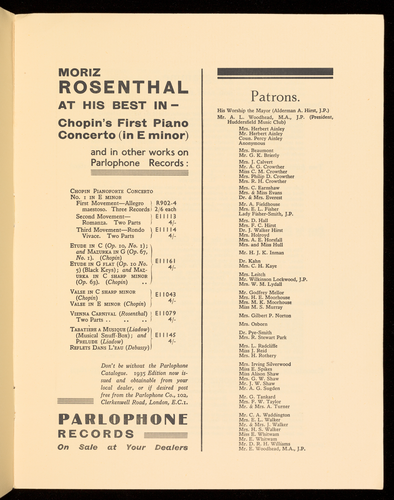 MORIZ
ROSENTHAL
AT HIS BEST IN —
Chopin's First Piano
Concerto (in E minor)
and in other works on
Parlophone Records :
CHOPIN PIANOFORTE CONCERTO
NO. 1 IN E MINOR
First Movement—Allegro maestoso. Three Records R.902-4 2/6 each
Second Movement— Romanza. Two Parts E11113 4/-
Third Movement—Rondo Vivace. Two Parts E11114 4/-
ETUDE IN C (OP. 10, NO. 1);
and MAZURKA IN G (OP. 67,
NO. 1). (Chopin)
ETUDE IN G FLAT (OP. 10 NO.
5) (Black Keys); and MAZ-
URKA IN C SHARP MINOR
(OP. 63). (Chopin)
E11161
4/-
VALSE IN C SHARP MINOR
(Chopin)
VALSE IN E MINOR (Chopin)
E11043
4/-
VIENNA CARNIVAL (Rosenthal)
Two Parts .. .. ..
E11079
4/-
TABATIERE A MUSIQUE (Liadow)
(Musical Snuff-Box); and
PRELUDE (Liadow)
REFLETS DANS L'EAU (Debussy)
E11145
4/-
Don't be without the Parlophone
Catalogue. 1935 Edition now is-
sued and obtainable from your
local dealer, or if desired post
free from the Parlophone Co., 102,
Clerkenwell Road, London, E.C.1.
PARLOPHONE
RECORDS
On Sale at Your Dealers
Patrons.
His Worship the Mayor (Alderman A. Hirst, J.P.)
Mr. A. L. Woodhead, M.A., J.P. (President,
Huddersfield Music Club)
Mrs. Herbert Ainley
Mr. Herbert Ainley
Coun. Percy Ainley
Anonymous
Mrs. Beaumont
Mr. G. K. Brierly
Mrs. J. Calvert
Mr. A. G. Crowther
Miss C. M. Crowther
Mrs. Philip D. Crowther
Mrs. R. H. Crowther
Mrs. C. Earnshaw
Mr. & Miss Evans
Dr. & Mrs. Everest
Mr. A. Fieldhouse
Mrs. E. L. Fisher
Lady Fisher-Smith, J.P.
Mrs. D. Hall
Mrs. F. C. Hirst
Dr. J. Walker Hirst
Mrs. Holroyd
Mrs. A. E. Horsfall
Mrs. and Miss Hull
Mr. H. J. K. Inman
Dr. Kahn
Mrs. C. H. Kaye
Mrs. Leitch
Mr. Wilkinson Lockwood, J.P.
Mrs. W. M. Lydall
Mr. Godfrey Mellor
Mrs. H. E. Moorhouse
Mrs. M. K. Moorhouse
Miss M. S. Murray
Mrs. Gilbert P. Norton
Mrs. Osborn
Dr. Pye-Smith
Mrs. R. Stewart Park
Mrs. L. Radcliffe
Miss J. Reid
Mrs. H. Rothery
Mrs. Irving Silverwood
Miss E. Spikes
Miss Alison Shaw
Mrs. G. W. Shaw
Mr. J. W. Shaw
Mr. A. G. Sugden
Mr. G. Tankard
Mrs. F. W. Taylor
Mr. & Mrs. A. Turner
Mr. C. A. Waddington
Mrs. E. L. Walker
Mr. & Mrs. J. Walker
Mrs. H. S. Walker
Miss E. Whitwam
Mr. E. Whitwam
Mr. D. R. H. Williams
Mr. E. Woodhead, M.A., J.P.